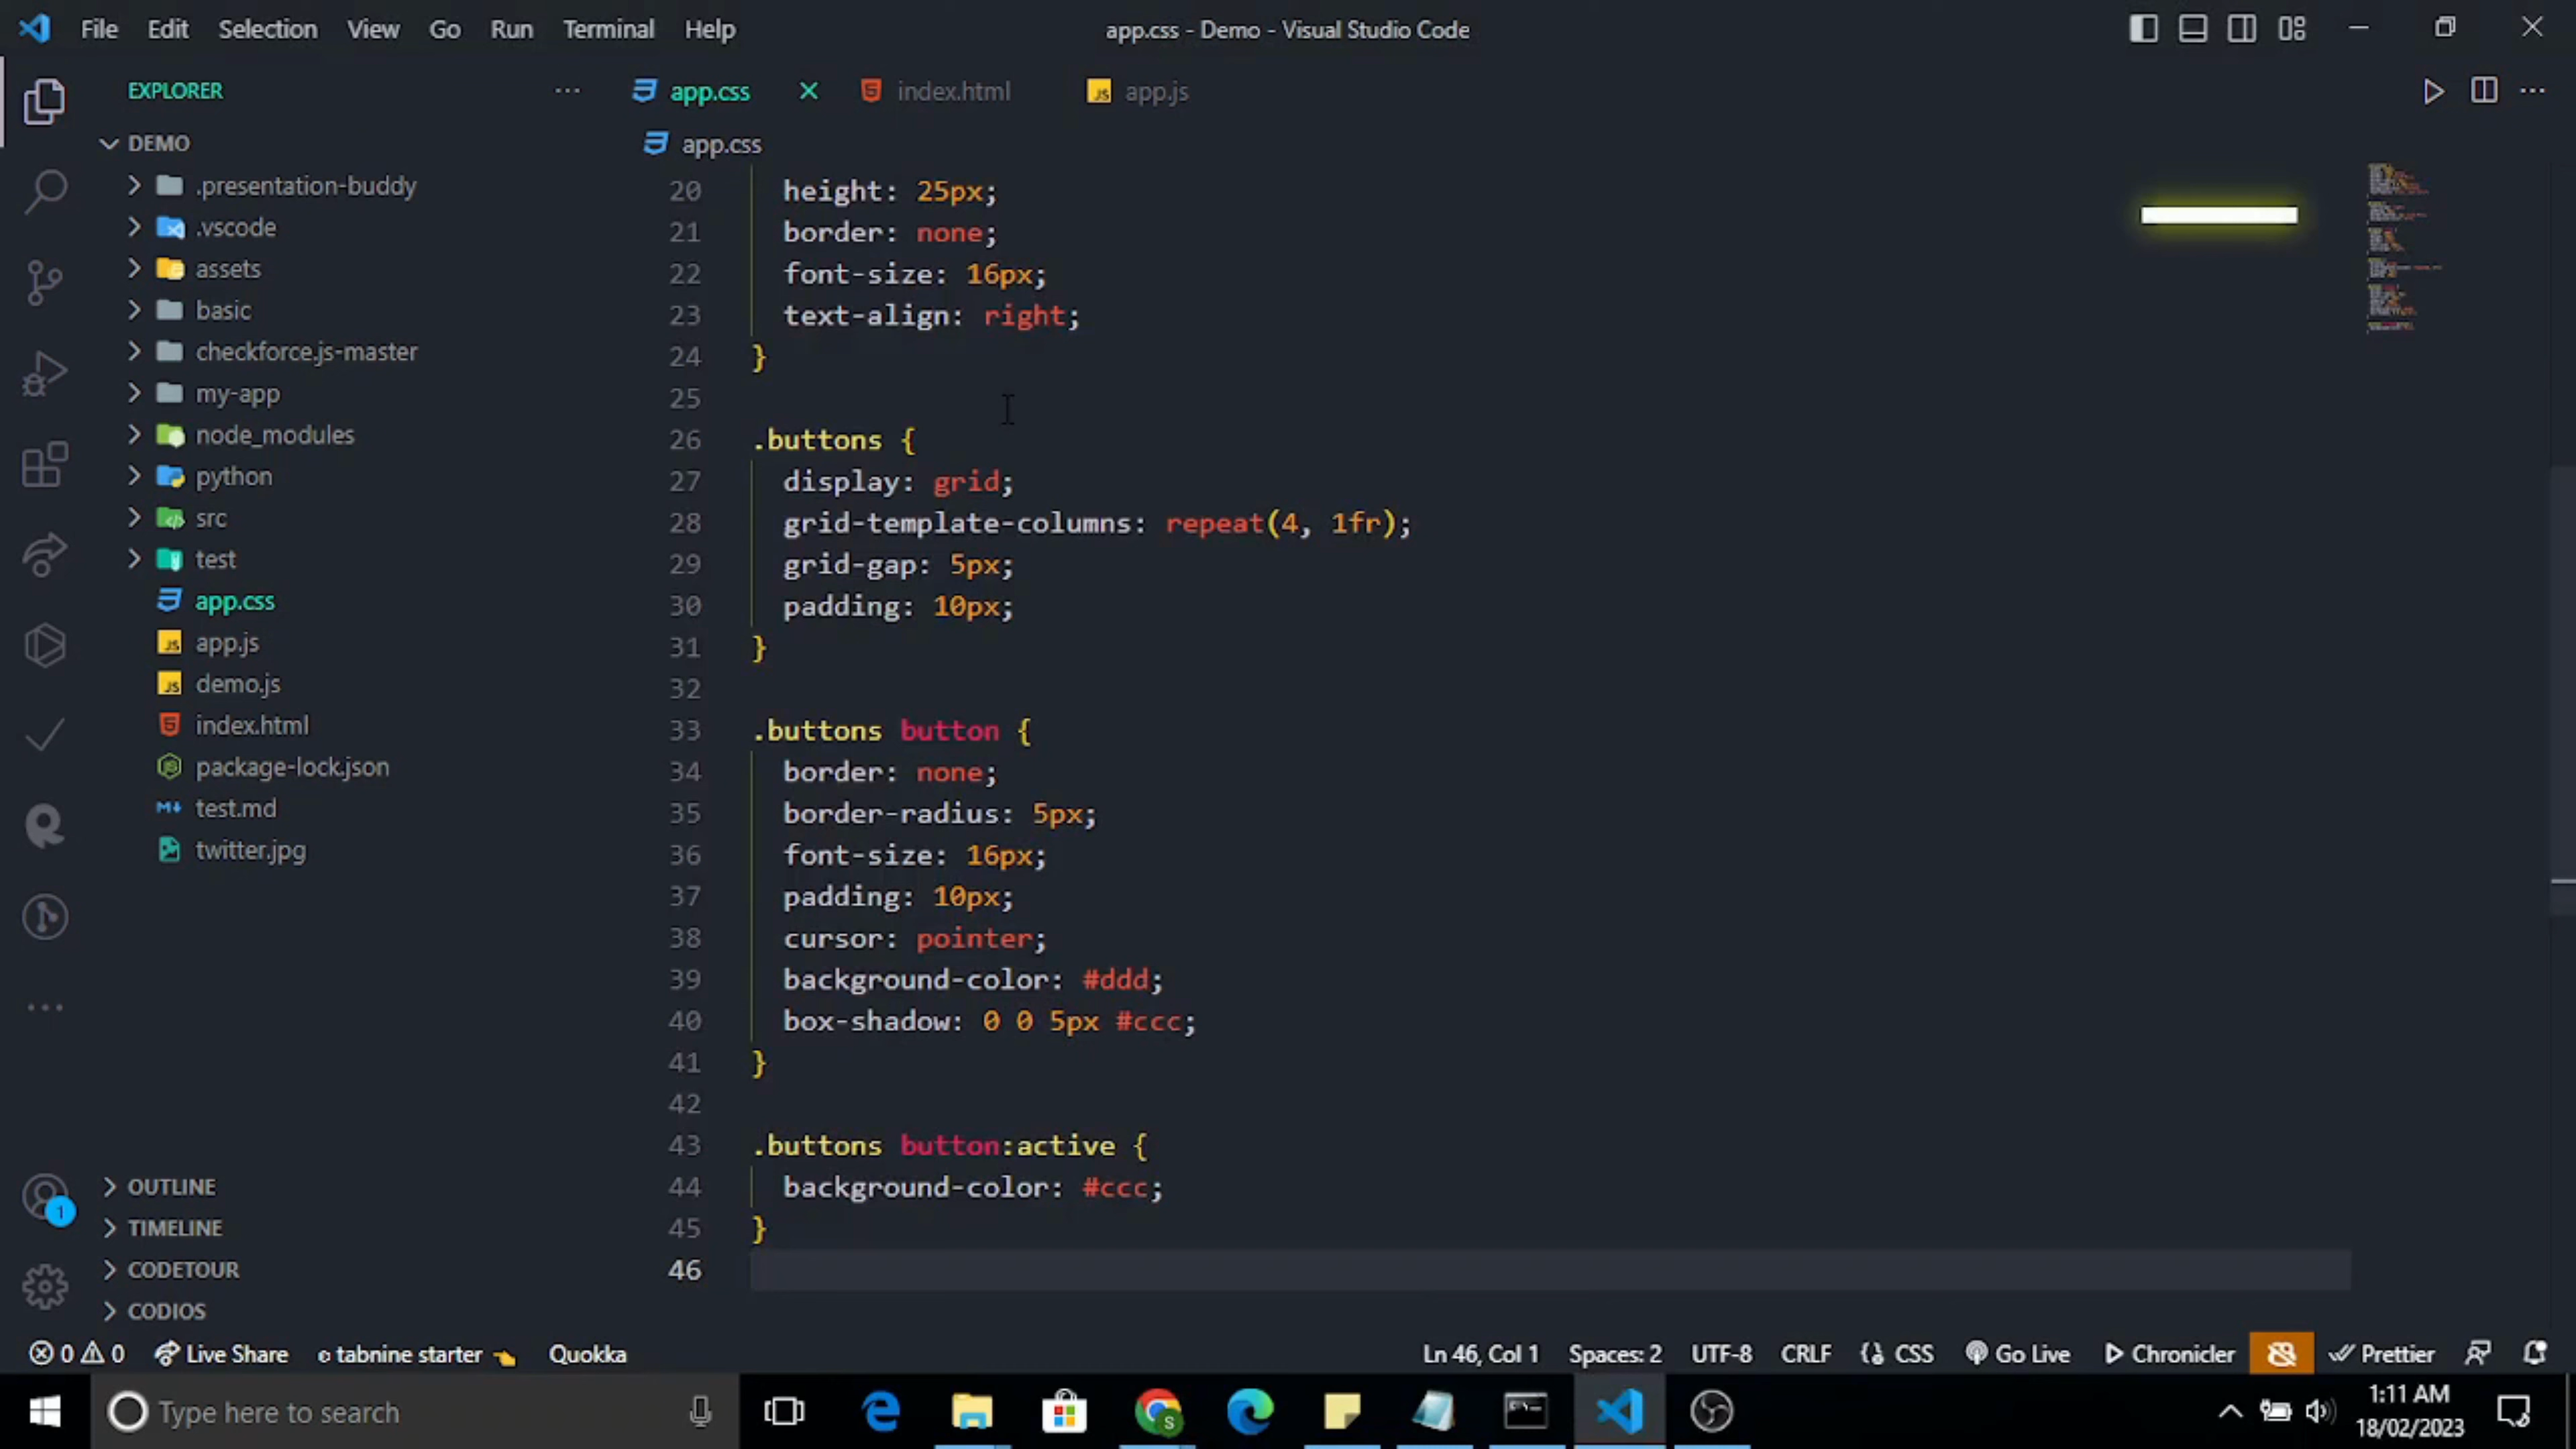 File Edit Selection View Go Run Terminal Help
app.css - Demo - Visual Studio Code
EXPLORER
DEMO
.presentation-buddy
.vscode
assets
basic
checkforce.js-master
my-app
node_modules
python
src
test
app.css
app.js
demo.js
index.html
package-lock.json
test.md
twitter.jpg
OUTLINE
TIMELINE
CODETOUR
CODIOS
app.css index.html app.js
app.css
20 height: 25px;
21 border: none;
22 font-size: 16px;
23 text-align: right;
24 }
25
26 .buttons {
27 display: grid;
28 grid-template-columns: repeat(4, 1fr);
29 grid-gap: 5px;
30 padding: 10px;
31 }
32
33 .buttons button {
34 border: none;
35 border-radius: 5px;
36 font-size: 16px;
37 padding: 10px;
38 cursor: pointer;
39 background-color: #ddd;
40 box-shadow: 0 0 5px #ccc;
41 }
42
43 .buttons button:active {
44 background-color: #ccc;
45 }
46
1
0 0 Live Share tabnine starter Quokka Ln 46, Col 1 Spaces: 2 UTF-8 CRLF CSS Go Live Chronicler Prettier
Type here to search
1:11 AM
18/02/2023